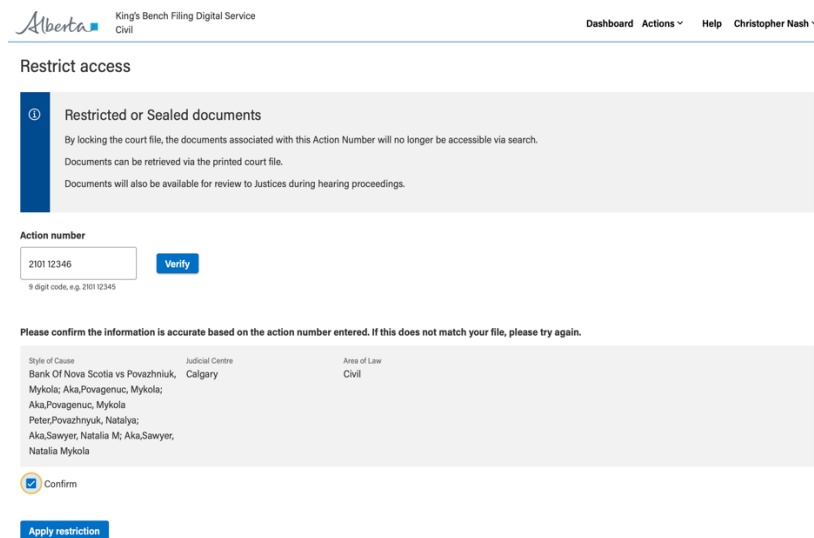 Alberta
King's Bench Filing Digital Service
Civil
Dashboard Actions Help Christopher Nash
Restrict access
Restricted or Sealed documents
By locking the court file, the documents associated with this Action Number will no longer be accessible via search.
Documents can be retrieved via the printed court file.
Documents will also be available for review to Justices during hearing proceedings.
Action number
2101 12346
Verify
9 digit code, e.g. 2101 12345
Please confirm the information is accurate based on the action number entered. If this does not match your file, please try again.
Style of Cause Judicial Centre Area of Law
Bank Of Nova Scotia vs Povazhniuk, Calgary Civil
Mykola; Aka,Povagenuc, Mykola;
Aka,Povagenuc, Mykola
Peter,Povazhnyuk, Natalya;
Aka,Sawyer, Natalia M; Aka,Sawyer,
Natalia Mykola
Confirm
Apply restriction